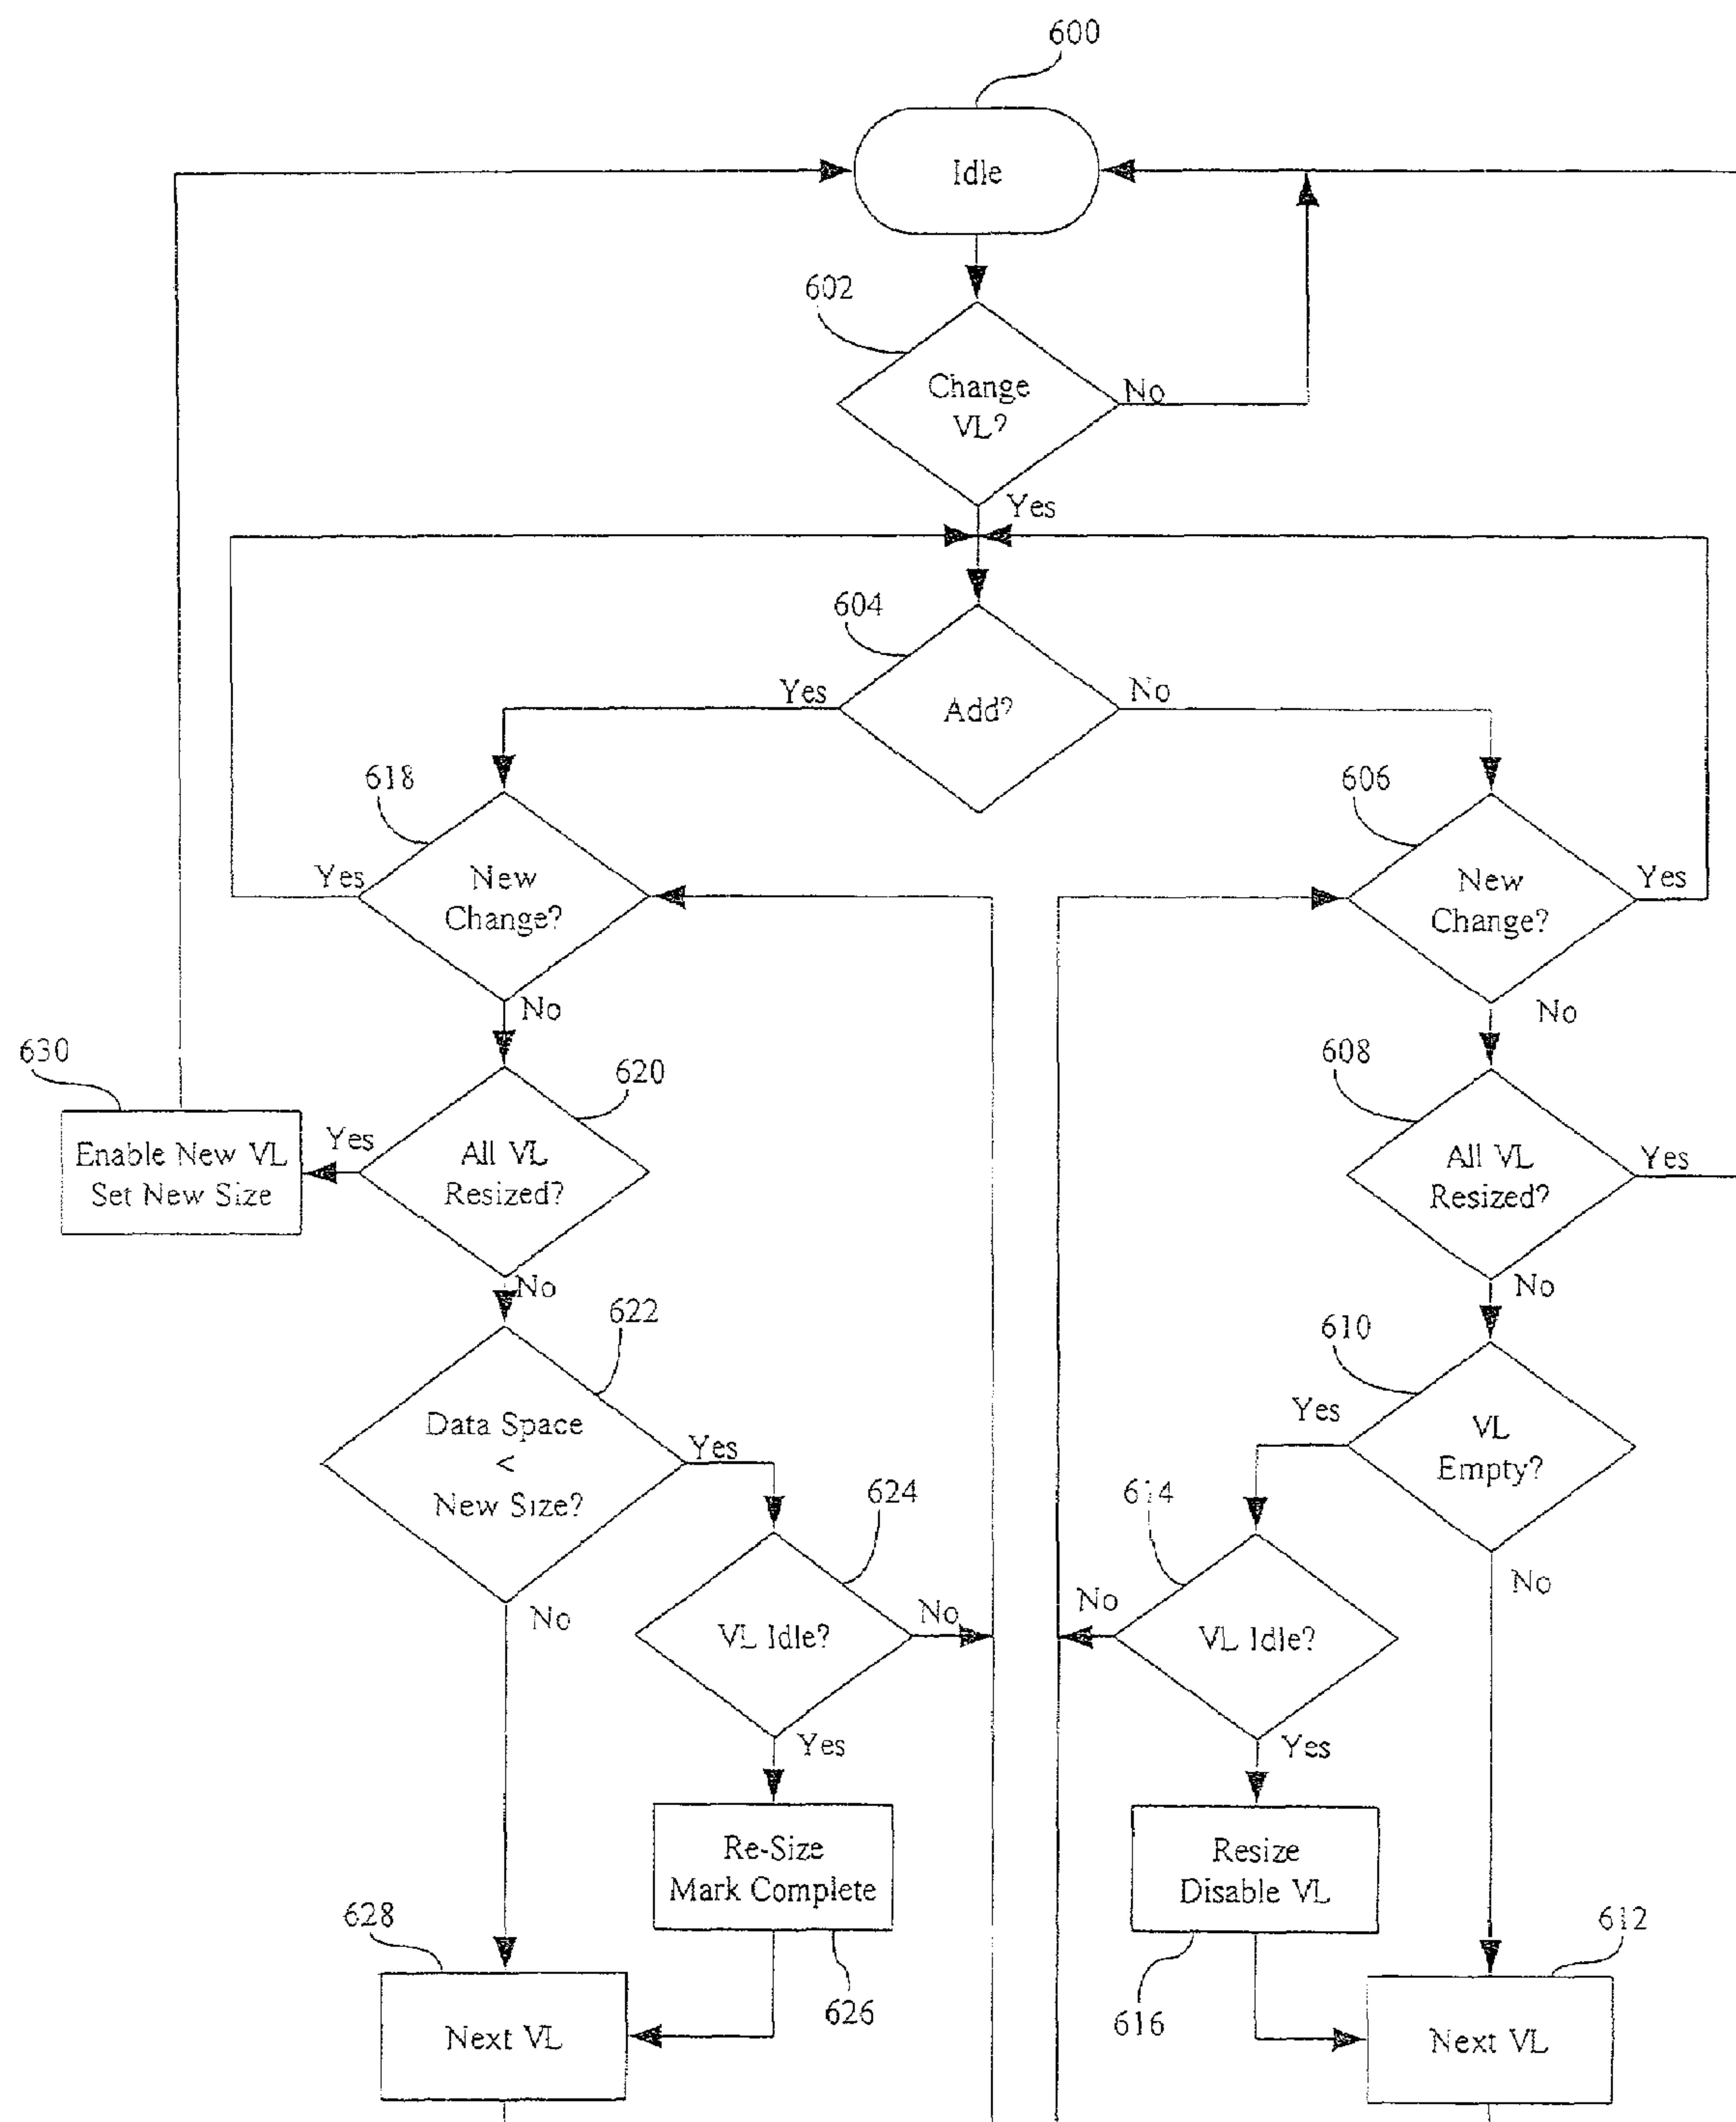 600
Idle
602
Change
VL?
No
Yes
604
Yes
Add?
No
618
606
Yes
New
Change?
New
Change?
Yes
No
No
630
620
608
Enable New VL
Set New Size
Yes
All VL
Resized?
All VL
Resized?
Yes
No
No
622
610
Data Space
<
New Size?
Yes
Yes
VL
Empty?
624
614
No
VL Idle?
No
No
VL Idle?
No
Yes
Yes
Re-Size
Mark Complete
Resize
Disable VL
628
626
616
612
Next VL
Next VL